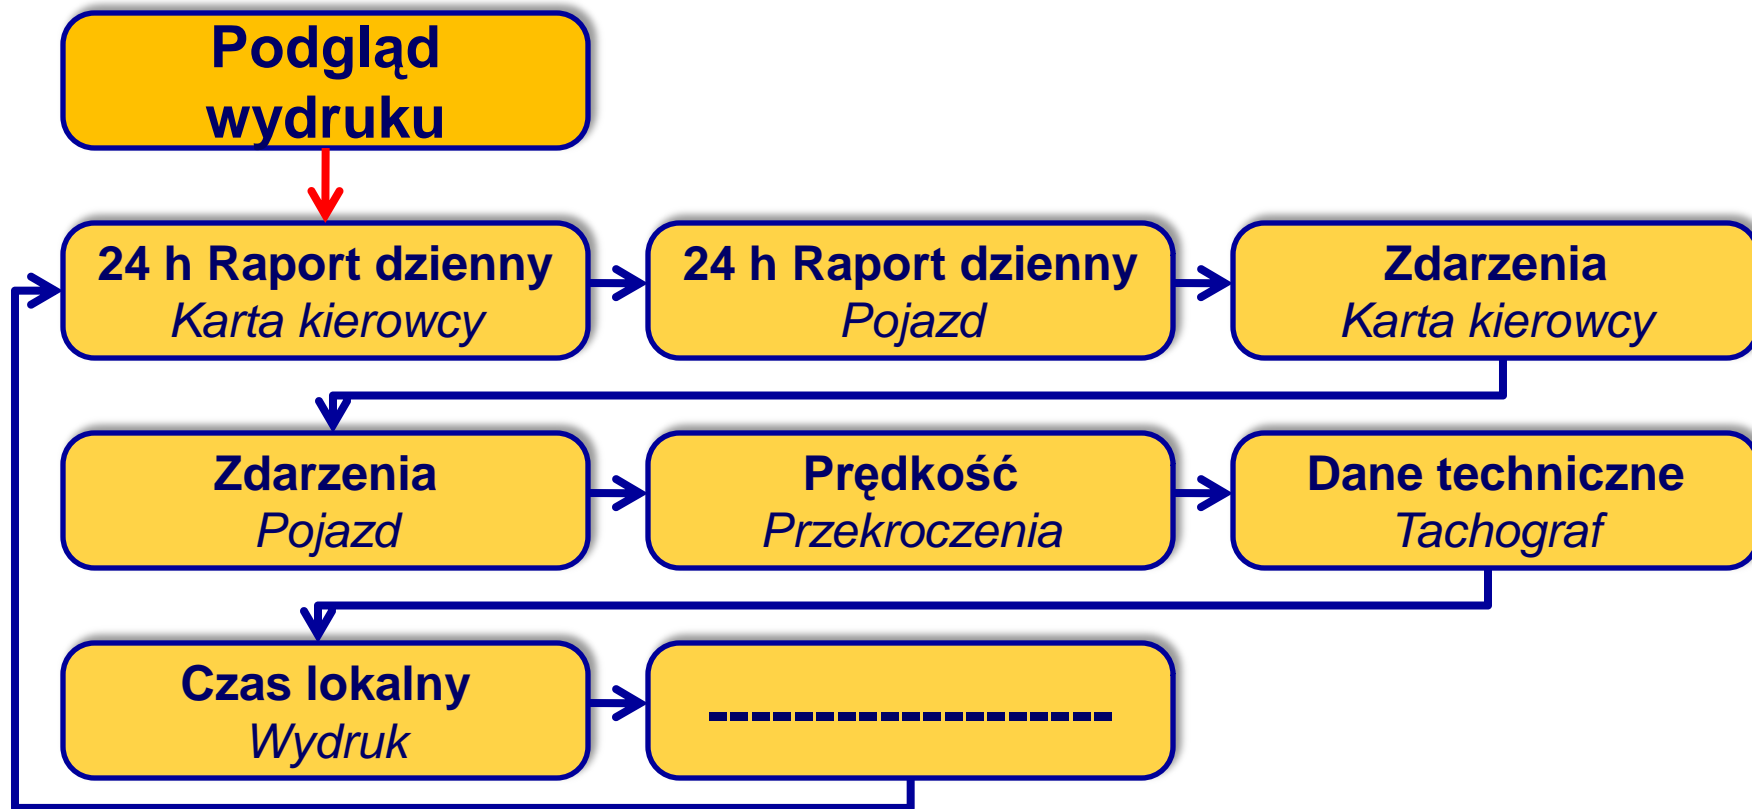 Podgląd
wydruku
24 h Raport dzienny
Karta kierowcy
24 h Raport dzienny
Pojazd
Zdarzenia
Karta kierowcy
Zdarzenia
Pojazd
Prędkość
Przekroczenia
Dane techniczne
Tachograf
Czas lokalny
Wydruk
-------------------